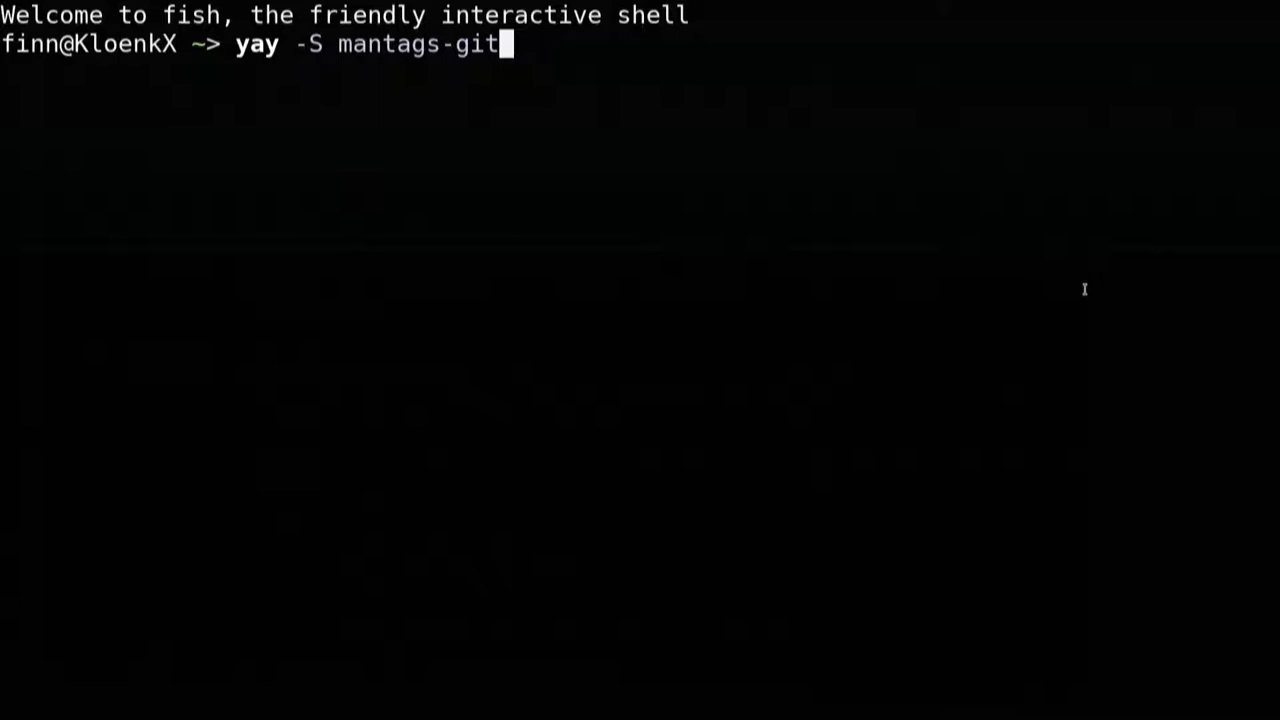 Welcome to fish, the friendly interactive shell
finn@KloenkX ~> yay -S mantags-git